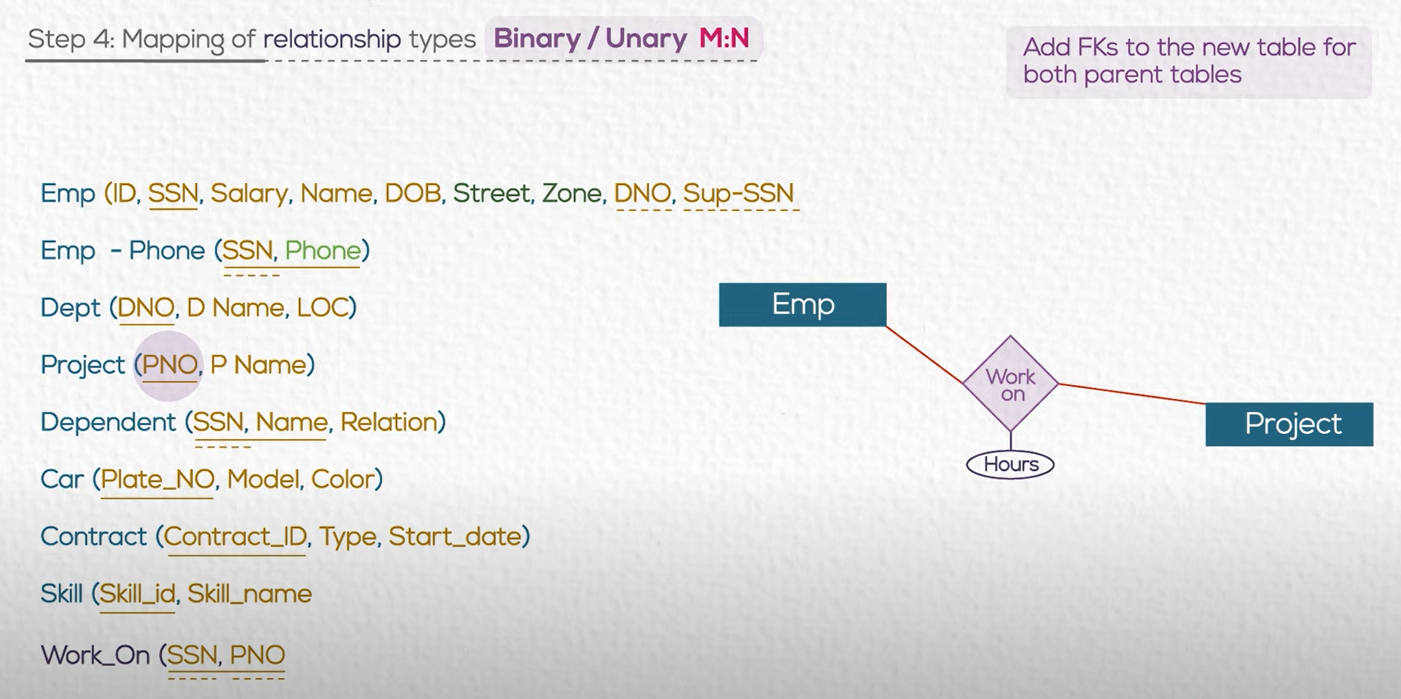 Step 4: Mapping of relationship types Binary / Unary M:N
Add FKs to the new table for
both parent tables
Emp (ID, SSN, Salary, Name, DOB, Street, Zone, DNO, Sup-SSN
Emp - Phone (SSN, Phone)
Dept (DNO, D Name, LOC)
Project (PNO, P Name)
Dependent (SSN, Name, Relation)
Car (Plate_NO, Model, Color)
Contract (Contract_ID, Type, Start_date)
Skill (Skill_id, Skill_name
Work_On (SSN, PNO
Emp
Work
on
Project
Hours